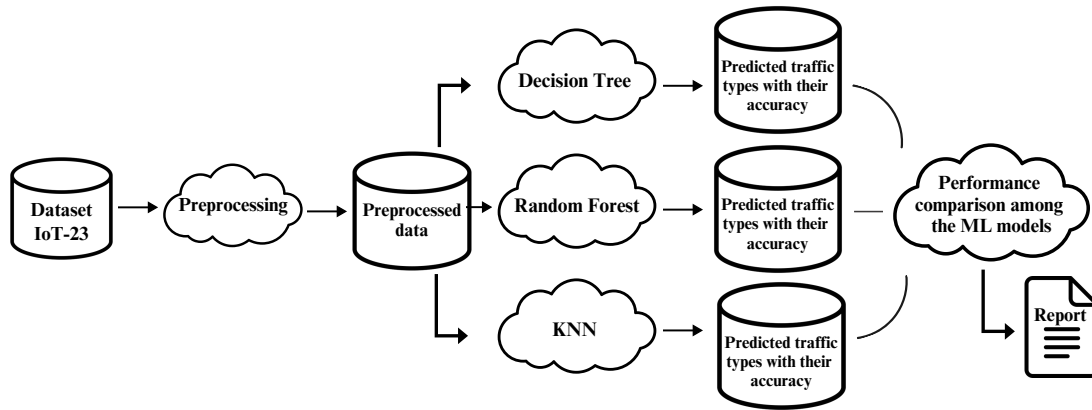 Dataset
IoT-23
Preprocessing
Preprocessed
data
Decision Tree
Predicted traffic
types with their
accuracy
Random Forest
Predicted traffic
types with their
accuracy
KNN
Predicted traffic
types with their
accuracy
Performance
comparison among
the ML models
Report